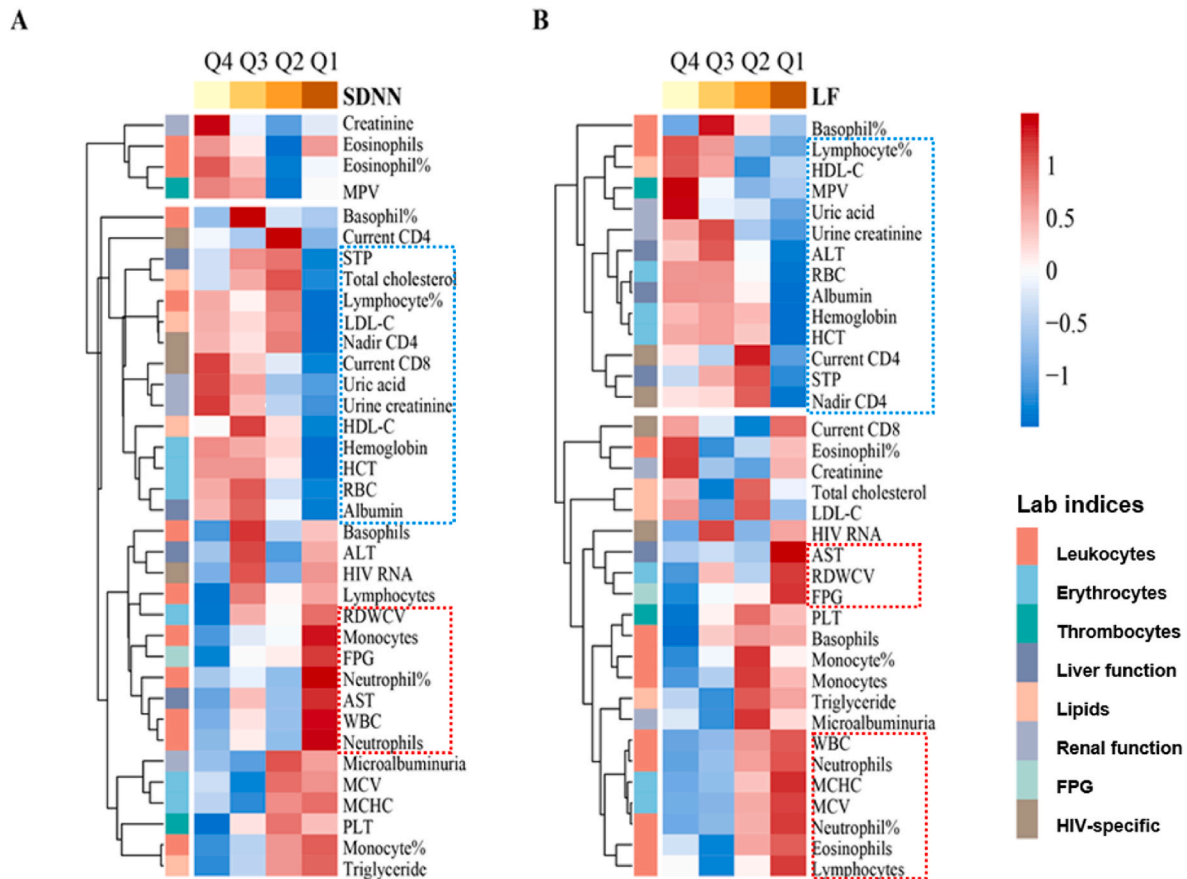 A
Q4 Q3 Q2 Q1
SDNN
Creatinine
Eosinophils
Eosinophil%
MPV
Basophil%
Current CD4
STP
Total cholesterol
Lymphocyte%
LDL-C
Nadir CD4
Current CD8
Uric acid
Urine creatinine
HDL-C
Hemoglobin
HCT
RBC
Albumin
Basophils
ALT
HIV RNA
Lymphocytes
RDWCV
Monocytes
FPG
Neutrophil%
AST
WBC
Neutrophils
Microalbuminuria
MCV
MCHC
PLT
Monocyte%
Triglyceride
B
Q4 Q3 Q2 Q1
LF
Basophil%
Lymphocyte%
HDL-C
MPV
Uric acid
Urine creatinine
ALT
RBC
Albumin
Hemoglobin
HCT
Current CD4
STP
Nadir CD4
Current CD8
Eosinophil%
Creatinine
Total cholesterol
LDL-C
HIV RNA
AST
RDWCV
FPG
PLT
Basophils
Monocyte%
Monocytes
Triglyceride
Microalbuminuria
WBC
Neutrophils
MCHC
MCV
Neutrophil%
Eosinophils
Lymphocytes
1
0.5
0
−0.5
−1
Lab indices
Leukocytes
Erythrocytes
Thrombocytes
Liver function
Lipids
Renal function
FPG
HIV-specific